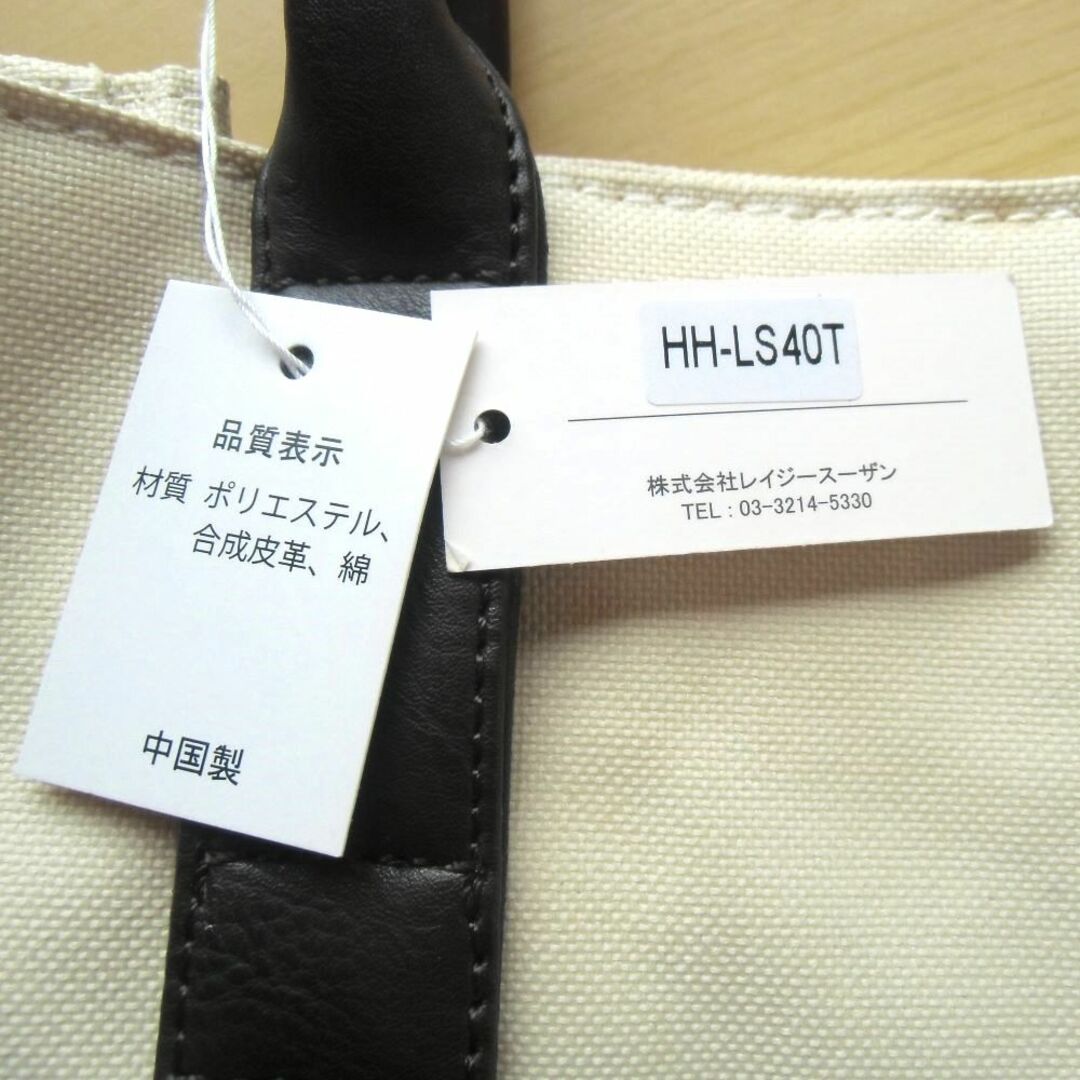 品質表示
材質 ポリエステル、
合成皮革、綿
中国製
HH-LS40T
株式会社レイジースーザン
TEL : 03-3214-5330